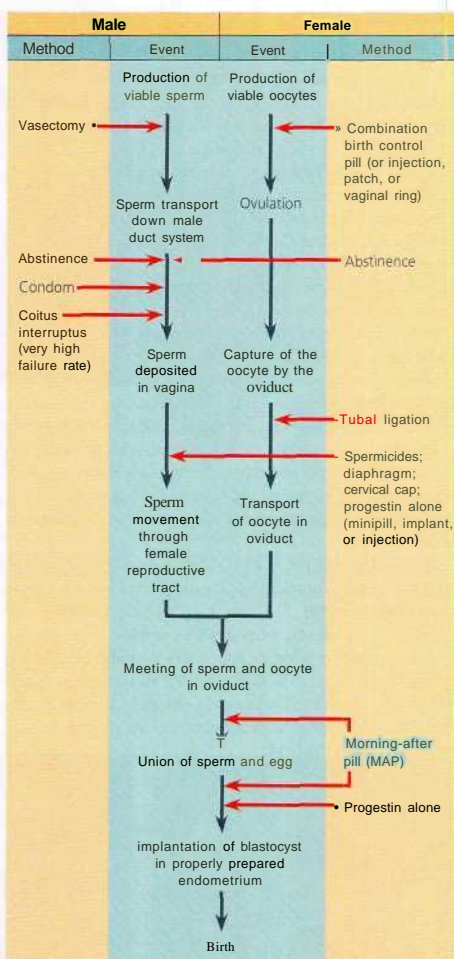 Male
Female
Method
Event
Event
Method
Production of
viable sperm
Production of
viable oocytes
Vasectomy •
» Combination
birth control
pill (or injection,
patch, or
vaginal ring)
Sperm transport
down male
duct system
Ovulation
Abstinence
Abstinence
Condom
Coitus
interruptus
(very high
failure rate)
Sperm
deposited
in vagina
Capture of the
oocyte by the
oviduct
-Tubal ligation
- Spermicides;
diaphragm;
cervical cap;
progestin alone
(minipill, implant,
or injection)
Sperm
movement
through
female
reproductive
tract
Transport
of oocyte in
oviduct
Meeting of sperm and oocyte
in oviduct
T
Union of sperm and egg
Morning-after
pill (MAP)
• Progestin alone
implantation of blastocyst
in properly prepared
endometrium
Birth